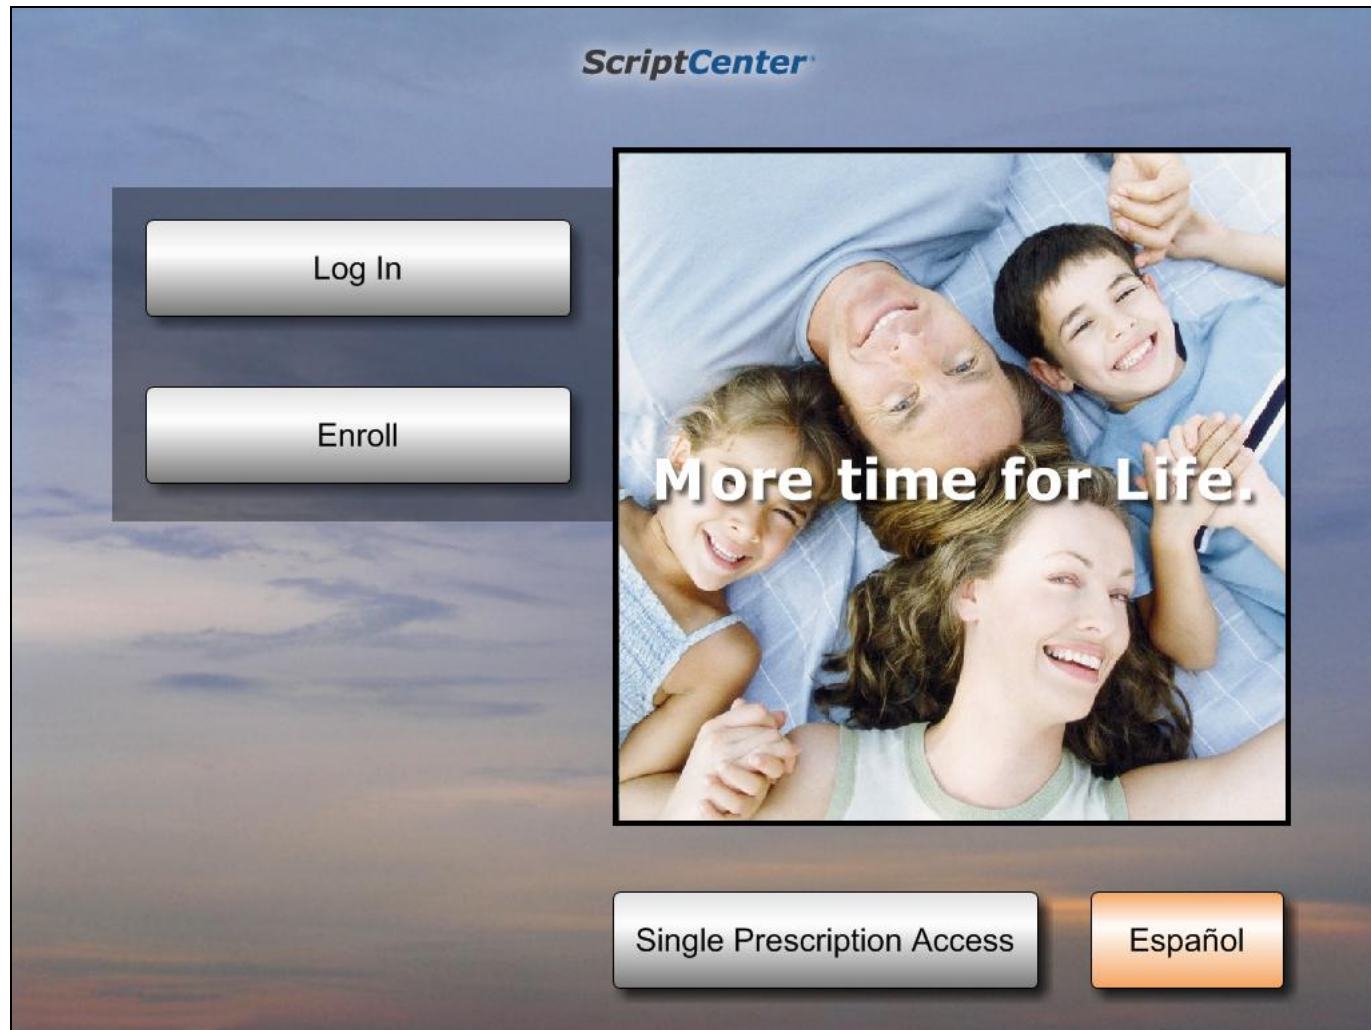 ScriptCenter
Log In
Enroll
More time for Life.
Single Prescription Access
Español